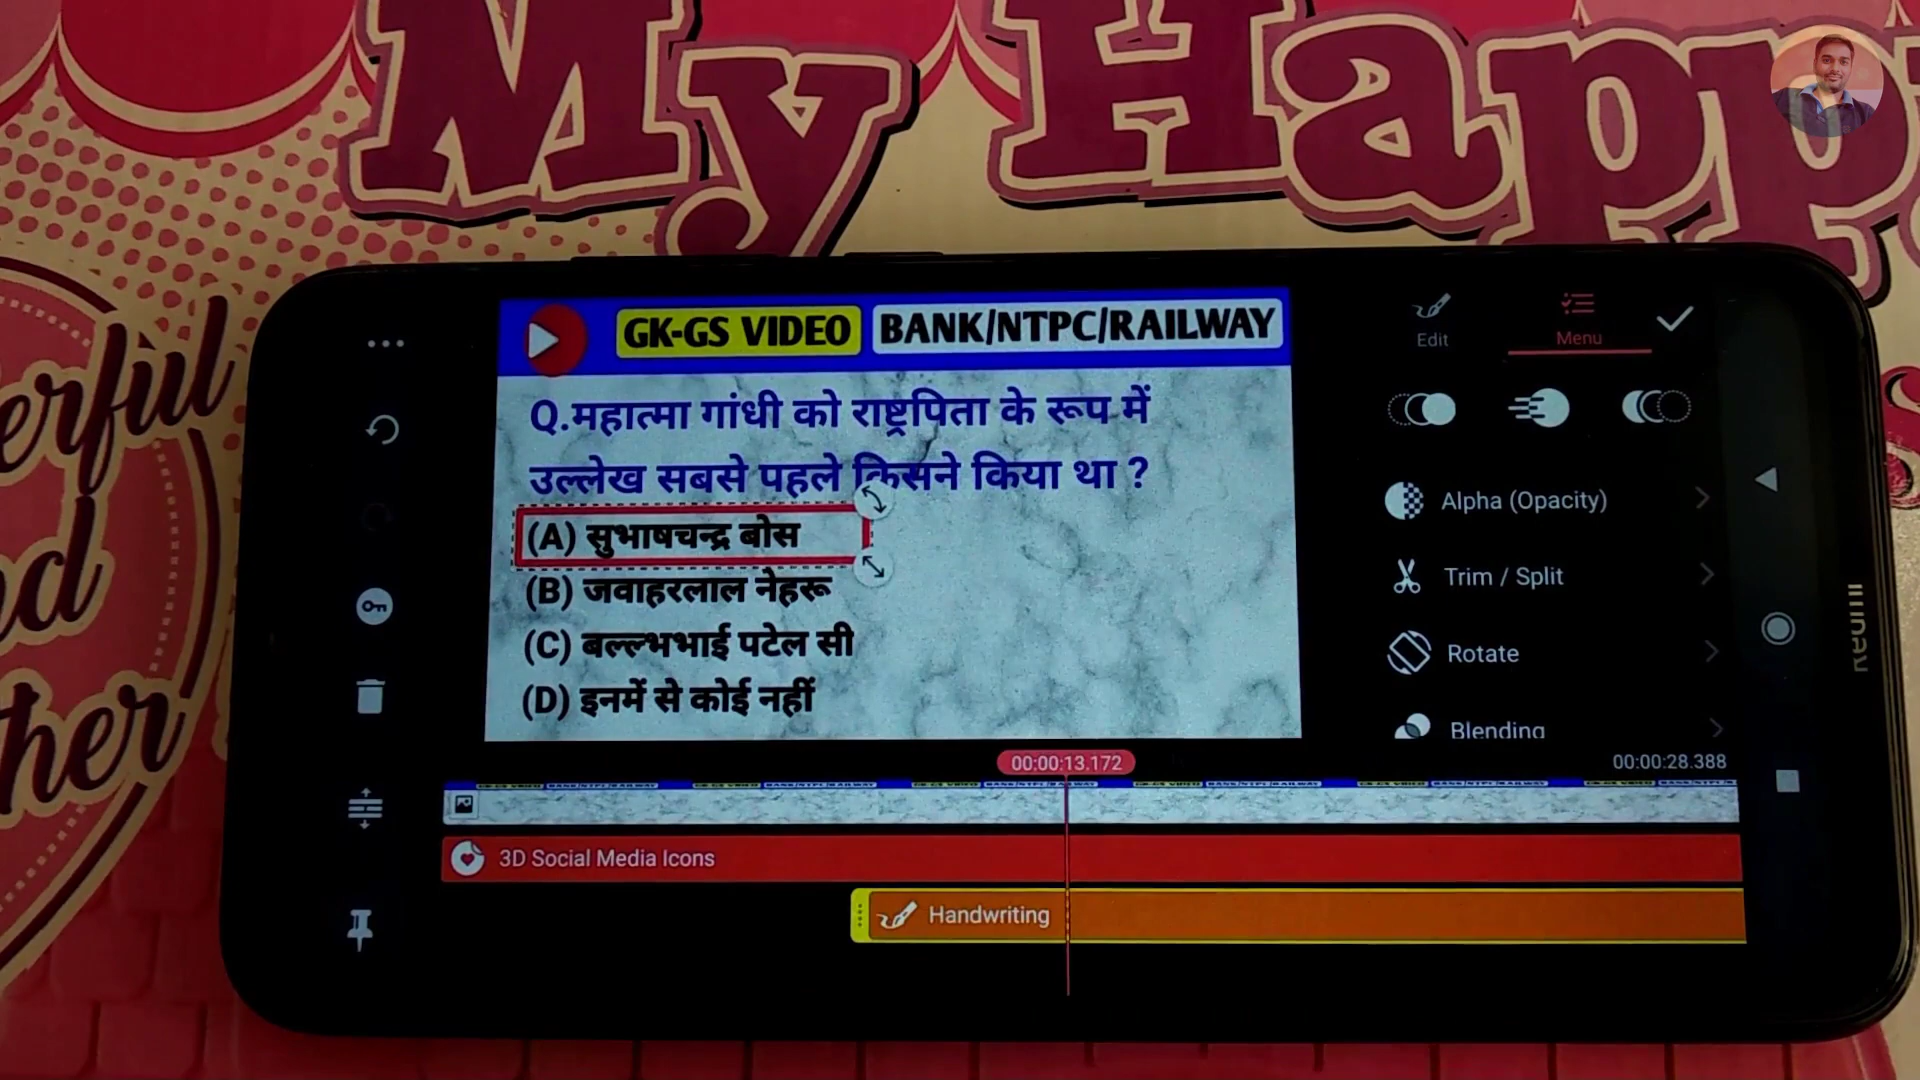 My Happ
erful
nd
ther
GK-GS VIDEO
BANK/NTPC/RAILWAY
Q.महात्मा गांधी को राष्ट्रपिता के रूप में
उल्लेख सबसे पहले किसने किया था ?
(A) सुभाषचन्द्र बोस
(B) जवाहरलाल नेहरू
(C) बल्ल्भभाई पटेल सी
(D) इनमें से कोई नहीं
Edit
Menu
Alpha (Opacity)
Trim / Split
Rotate
Blending
Redmi
00:00:13.172
00:00:28.388
3D Social Media Icons
Handwriting